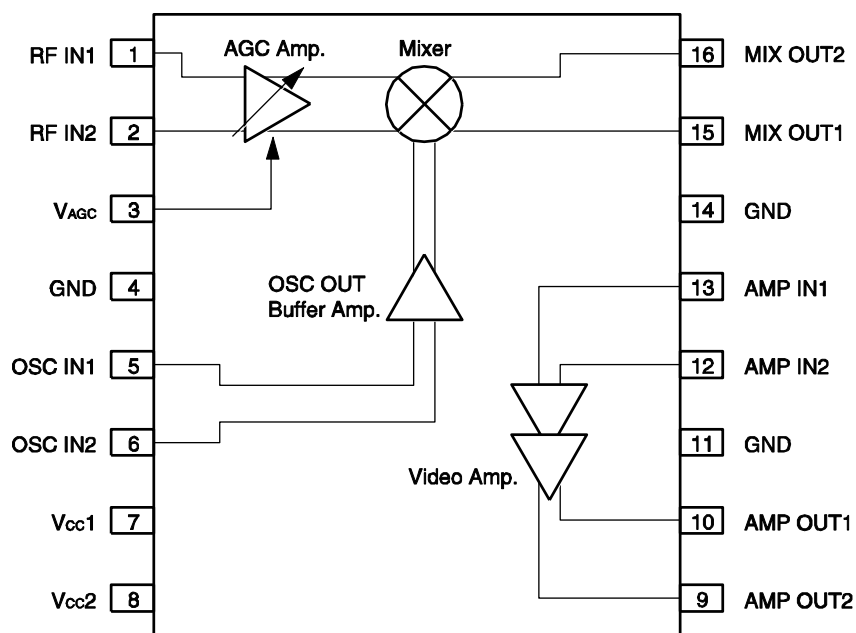 AGC Amp.
Mixer
RF IN1 1
16 MIX OUT2
RF IN2 2
15 MIX OUT1
VAGC 3
14 GND
GND 4
OSC OUT
Buffer Amp.
13 AMP IN1
OSC IN1 5
12 AMP IN2
OSC IN2 6
11 GND
Video Amp.
VCC1 7
10 AMP OUT1
VCC2 8
9 AMP OUT2